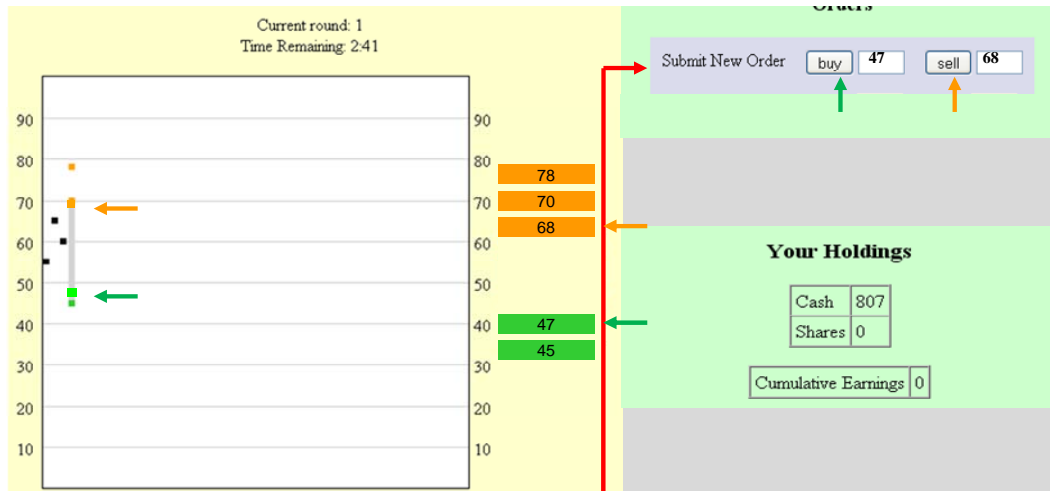 Current round: 1
Time Remaining: 2:41
90
80
70
60
50
40
30
20
10
90
80
70
60
50
40
30
20
10
78
70
68
47
45
Orders
Submit New Order buy 47 sell 68
Your Holdings
Cash 807
Shares 0
Cumulative Earnings 0